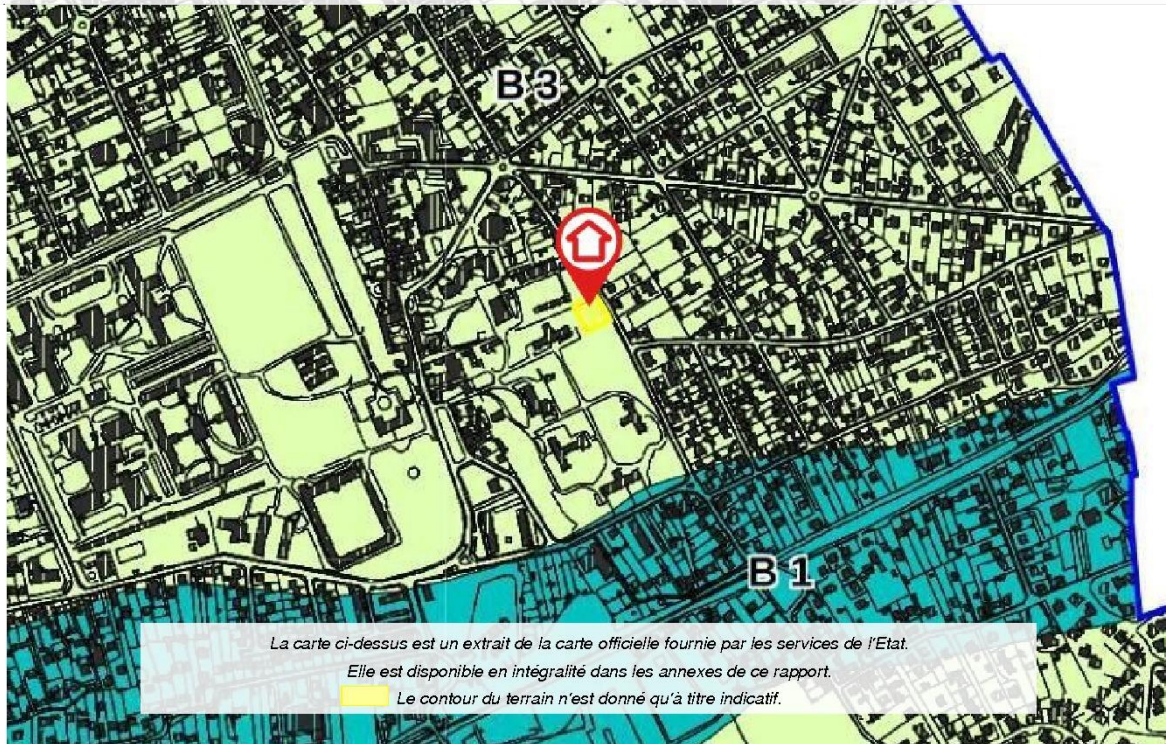 B 3
B 1
La carte ci-dessus est un extrait de la carte officielle fournie par les services de l'Etat.
Elle est disponible en intégralité dans les annexes de ce rapport.
Le contour du terrain n'est donné qu'à titre indicatif.